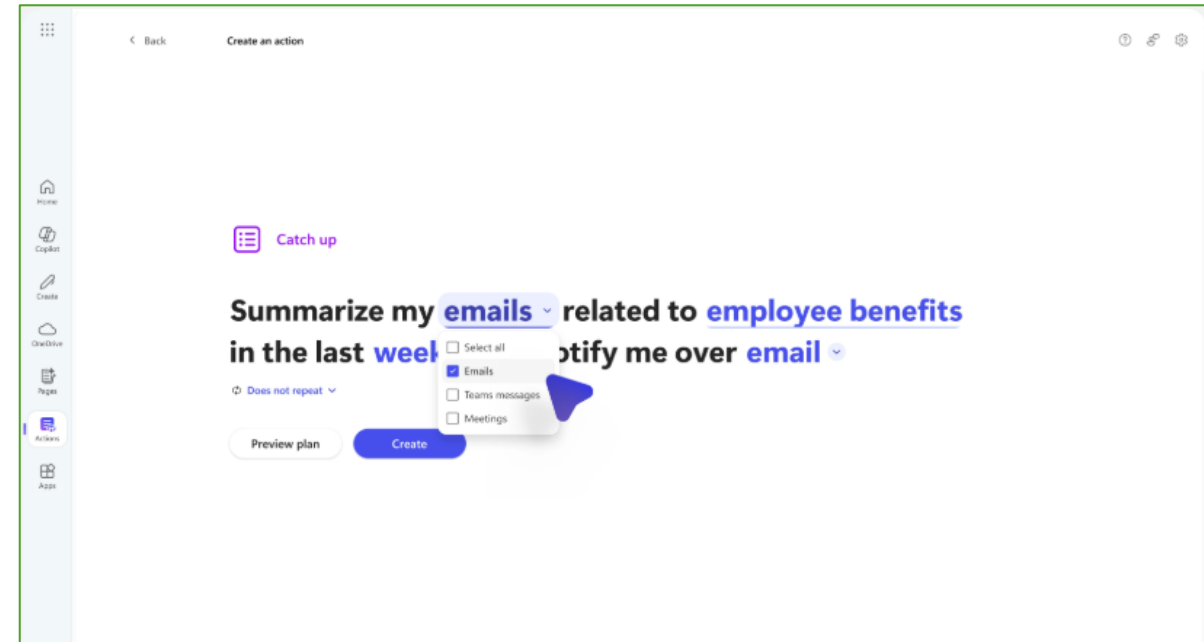 Back
Create an action
Home
Copilot
Create
OneDrive
Pages
Actions
Apps
Catch up
Summarize my emails related to employee benefits
in the last week otify me over email
Select all
Emails
Teams messages
Meetings
Does not repeat
Preview plan
Create